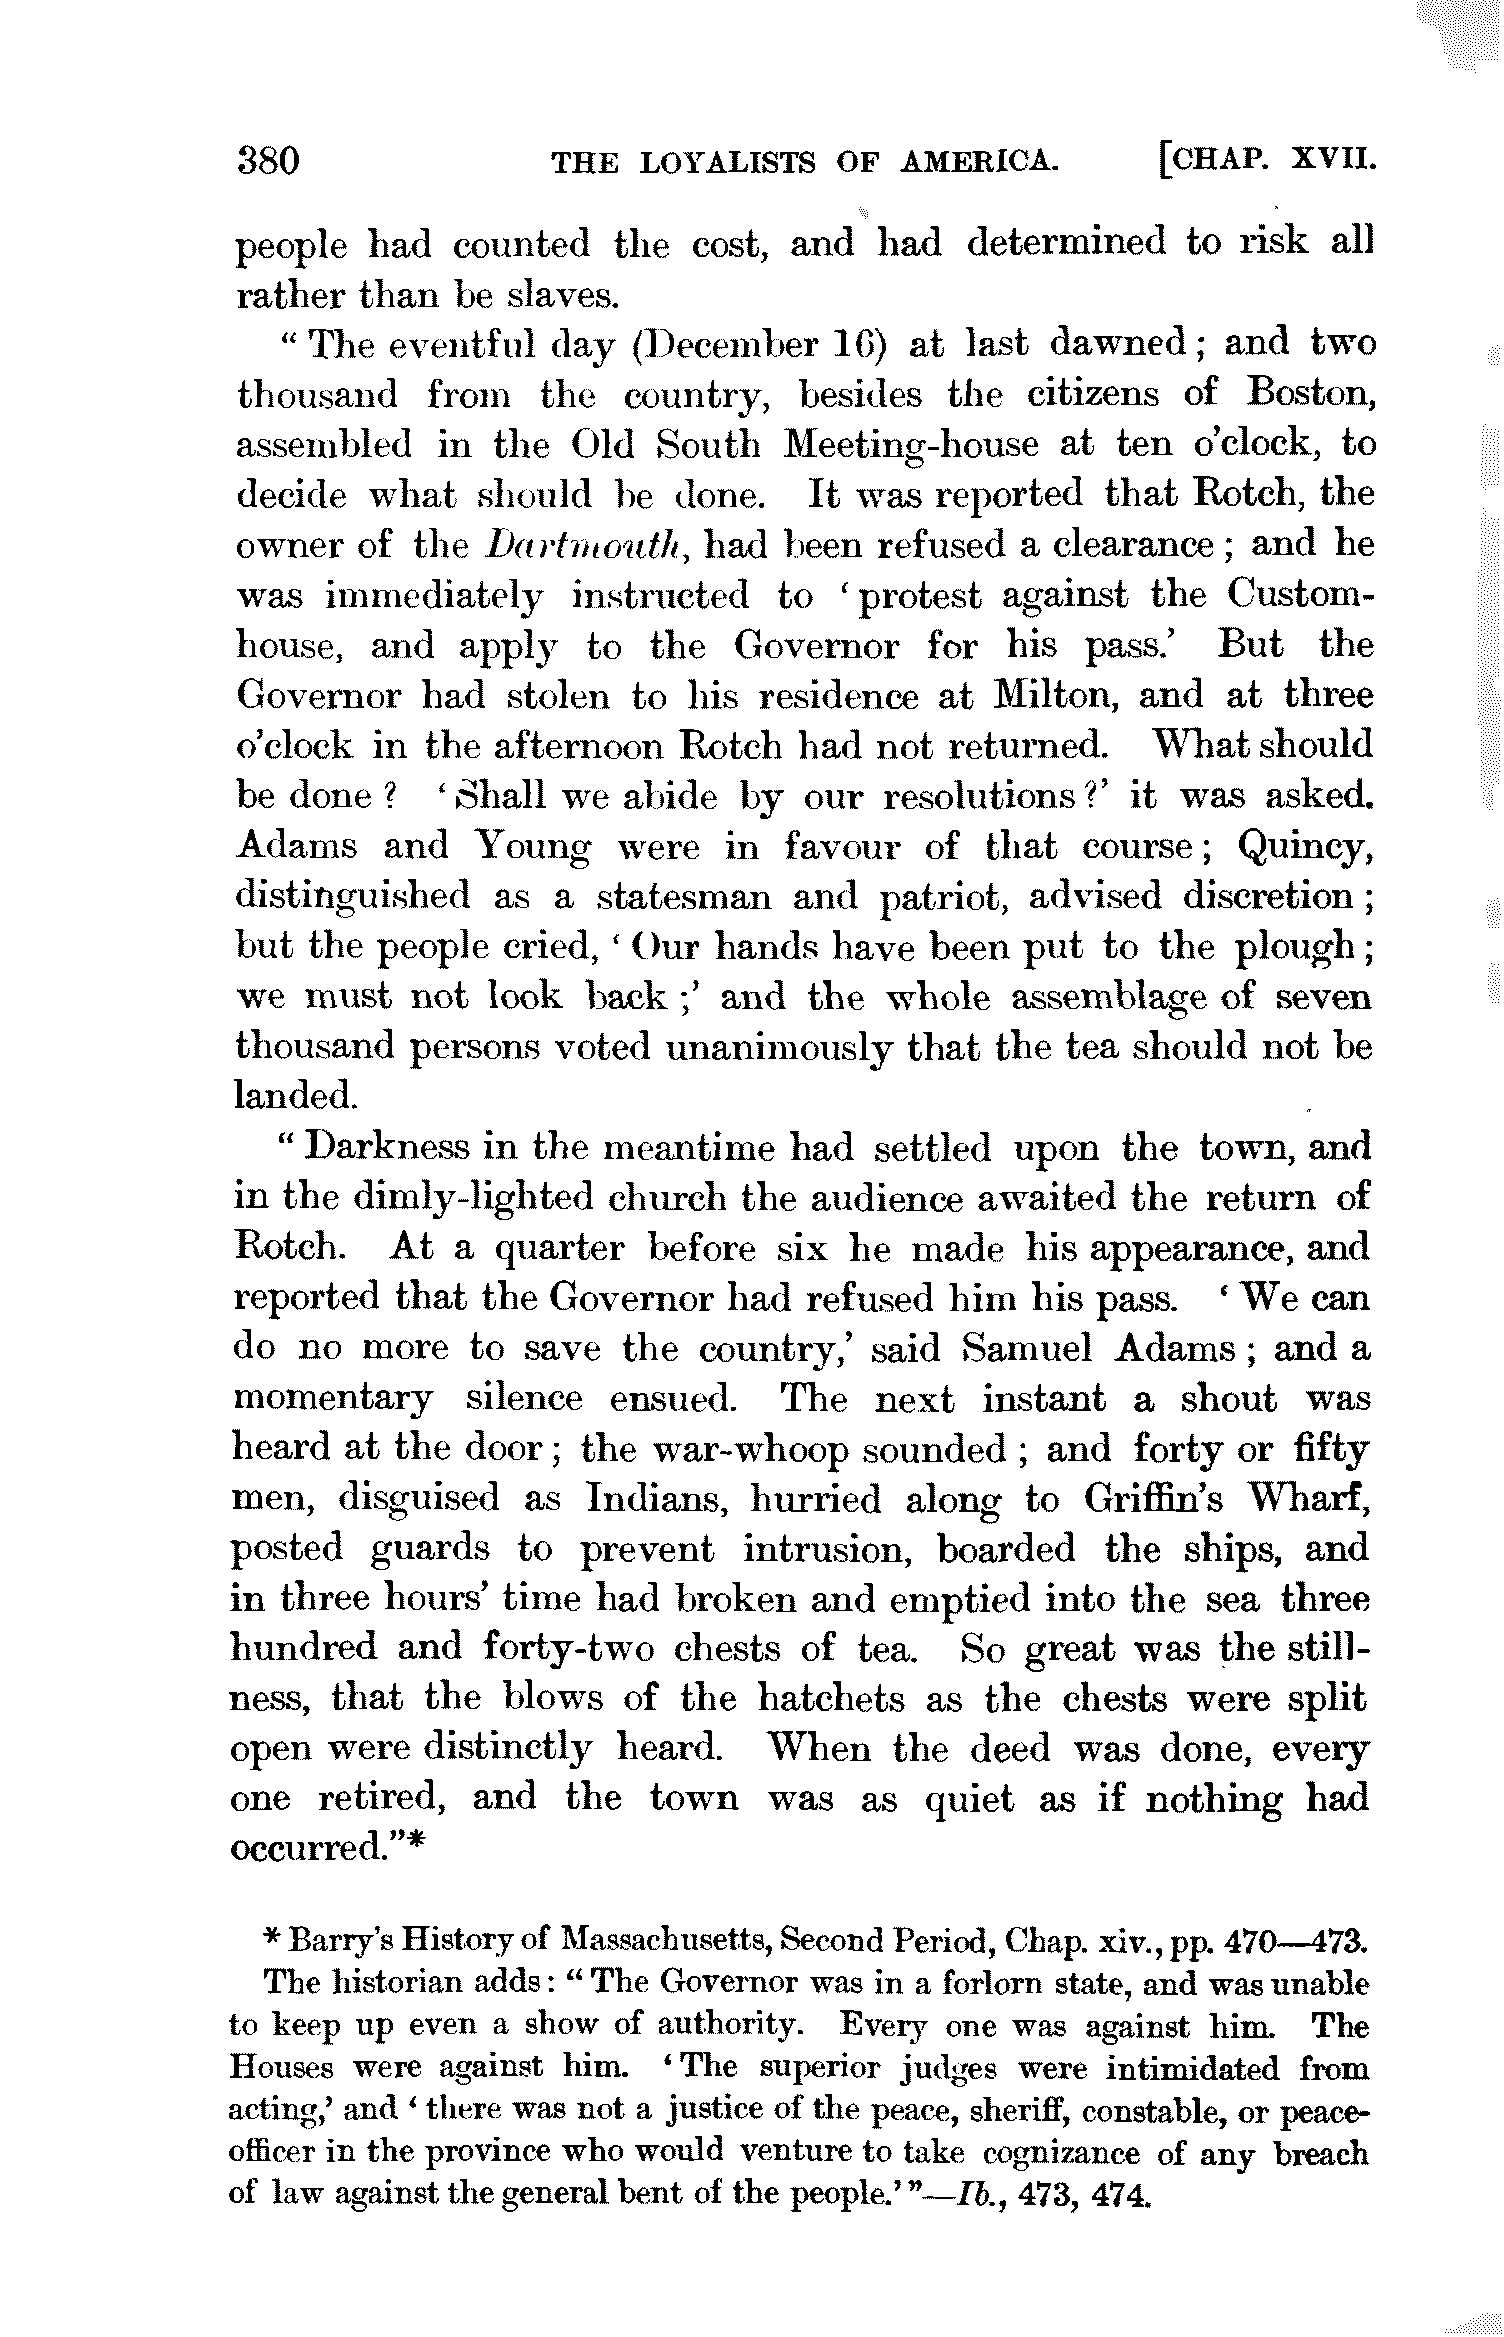 380 THE LOYALISTS OF AMERICA. [CHAP. XVII.
people had counted the cost, and had determined to risk all
rather than be slaves.
“ The eventful day (December 16) at last dawned ; and two
thousand from the country, besides the citizens of Boston,
assembled in the Old South Meeting-house at ten o’clock, to
decide what should be done. It was reported that Rotch, the
owner of the Dartmouth, had been refused a clearance ; and he
was immediately instructed to ‘ protest against the Custom-
house, and apply to the Governor for his pass.’ But the
Governor had stolen to his residence at Milton, and at three
o’clock in the afternoon Rotch had not returned. What should
be done ? ‘ Shall we abide by our resolutions ?’ it was asked.
Adams and Young were in favour of that course ; Quincy,
distinguished as a statesman and patriot, advised discretion ;
but the people cried, ‘ Our hands have been put to the plough ;
we must not look back ;’ and the whole assemblage of seven
thousand persons voted unanimously that the tea should not be
landed.
“ Darkness in the meantime had settled upon the town, and
in the dimly-lighted church the audience awaited the return of
Rotch. At a quarter before six he made his appearance, and
reported that the Governor had refused him his pass. ‘ We can
do no more to save the country,’ said Samuel Adams ; and a
momentary silence ensued. The next instant a shout was
heard at the door ; the war-whoop sounded ; and forty or fifty
men, disguised as Indians, hurried along to Griffin’s Wharf,
posted guards to prevent intrusion, boarded the ships, and
in three hours’ time had broken and emptied into the sea three
hundred and forty-two chests of tea. So great was the still-
ness, that the blows of the hatchets as the chests were split
open were distinctly heard. When the deed was done, every
one retired, and the town was as quiet as if nothing had
occurred.”*
* Barry’s History of Massachusetts, Second Period, Chap. xiv., pp. 470—473.
The historian adds : “ The Governor was in a forlorn state, and was unable
to keep up even a show of authority. Every one was against him. The
Houses were against him. ‘ The superior judges were intimidated from
acting,’ and ‘ there was not a justice of the peace, sheriff, constable, or peace-
officer in the province who would venture to take cognizance of any breach
of law against the general bent of the people.’ ”—Ib., 473, 474.